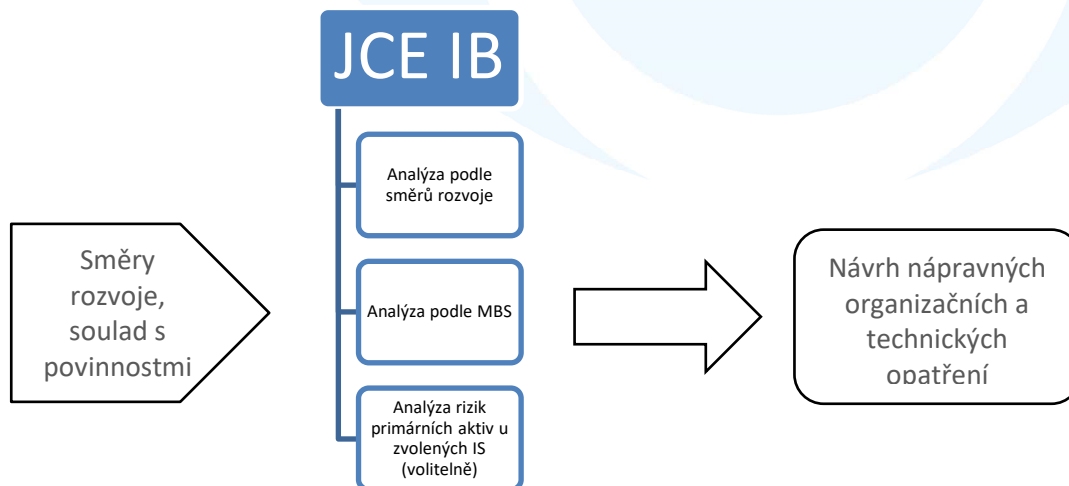 JCE IB
Analýza podle
směrů rozvoje
Směry
rozvoje,
soulad s
povinnostmi
Analýza podle MBS
Návrh nápravných
organizačních a
technických
opatření
Analýza rizik
primárních aktiv u
zvolených IS
(volitelně)